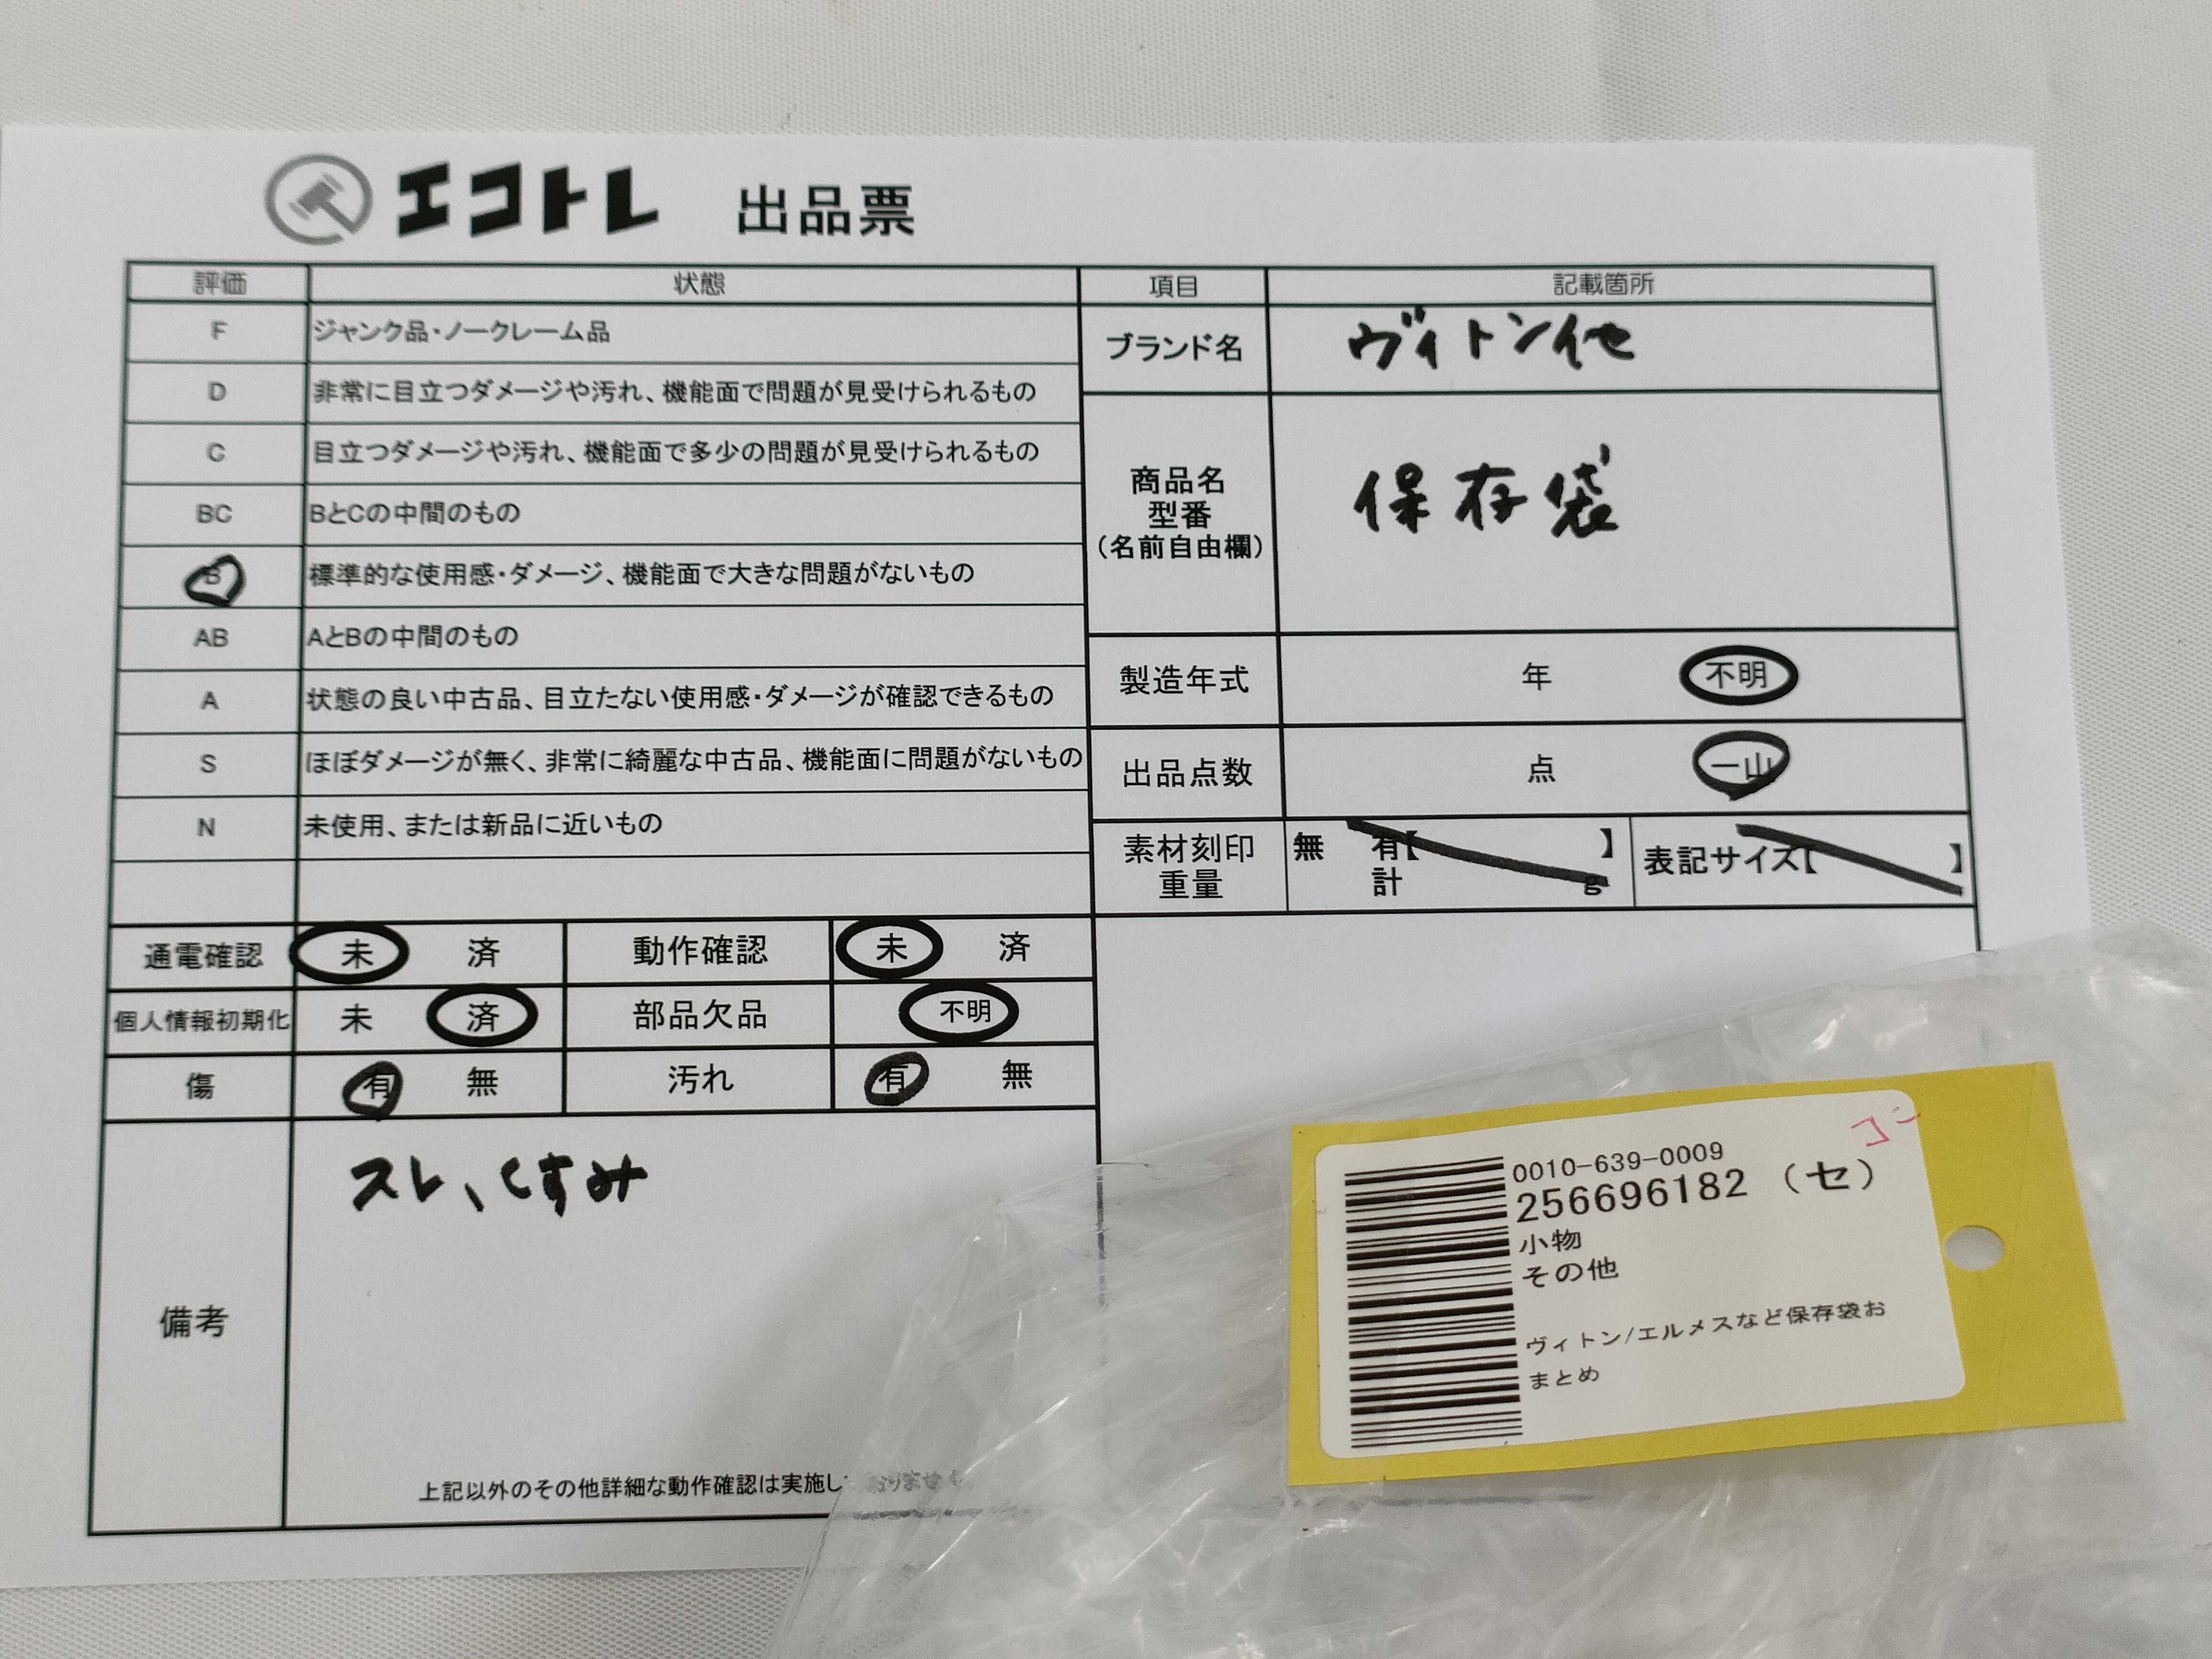 エコトレ 出品票
評価 状態 項目 記載箇所
F ジャンク品・ノークレーム品
D 非常に目立つダメージや汚れ、機能面で問題が見受けられるもの
C 目立つダメージや汚れ、機能面で多少の問題が見受けられるもの
BC BとCの中間のもの
B 標準的な使用感・ダメージ、機能面で大きな問題がないもの
AB AとBの中間のもの
A 状態の良い中古品、目立たない使用感・ダメージが確認できるもの
S ほぼダメージが無く、非常に綺麗な中古品、機能面に問題がないもの
N 未使用、または新品に近いもの
ブランド名 ヴィトン他
商品名
型番
（名前自由欄）
保存袋
製造年式 年 不明
出品点数 点 一山
素材刻印 無 有【 】 表記サイズ【 】
重量 計 g
通電確認 未 済 動作確認 未 済
個人情報初期化 未 済 部品欠品 不明
傷 有 無 汚れ 有 無
備考
スレ、くすみ
上記以外のその他詳細な動作確認は実施し
0010-639-0009
256696182 （セ）
小物
その他
ヴィトン/エルメスなど保存袋お
まとめ